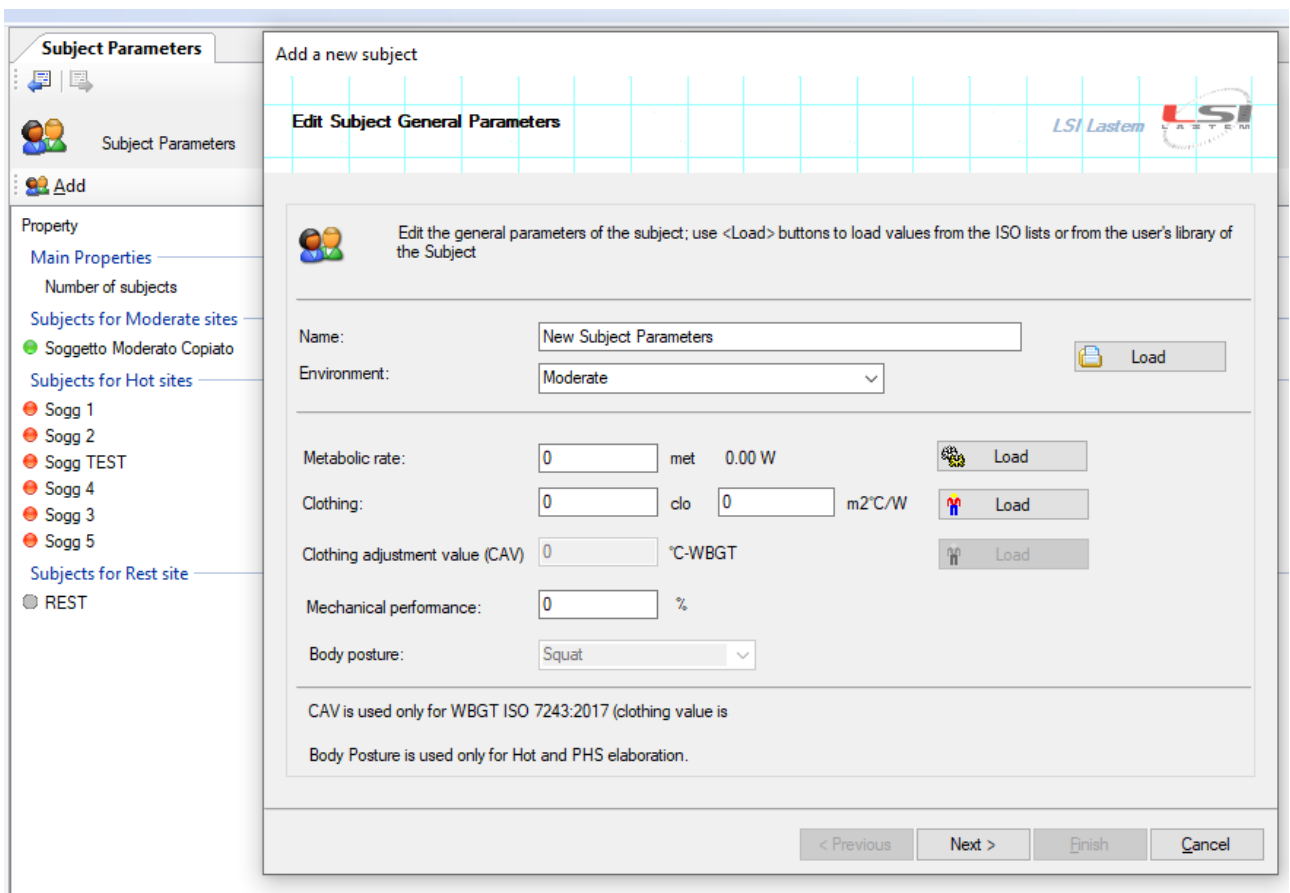 Subject Parameters
Subject Parameters
Add
Property
Main Properties
Number of subjects
Subjects for Moderate sites
Soggetto Moderato Copiato
Subjects for Hot sites
Sogg 1
Sogg 2
Sogg TEST
Sogg 4
Sogg 3
Sogg 5
Subjects for Rest site
REST
Add a new subject
Edit Subject General Parameters
LSI Lastem
LSI
LASTEM
Edit the general parameters of the subject; use <Load> buttons to load values from the ISO lists or from the user's library of
the Subject
Name: New Subject Parameters
Load
Environment: Moderate
Metabolic rate: 0 met 0.00 W Load
Clothing: 0 clo 0 m2°C/W Load
Clothing adjustment value (CAV) 0 °C-WBGT Load
Mechanical performance: 0 %
Body posture: Squat
CAV is used only for WBGT ISO 7243:2017 (clothing value is
Body Posture is used only for Hot and PHS elaboration.
< Previous Next > Finish Cancel